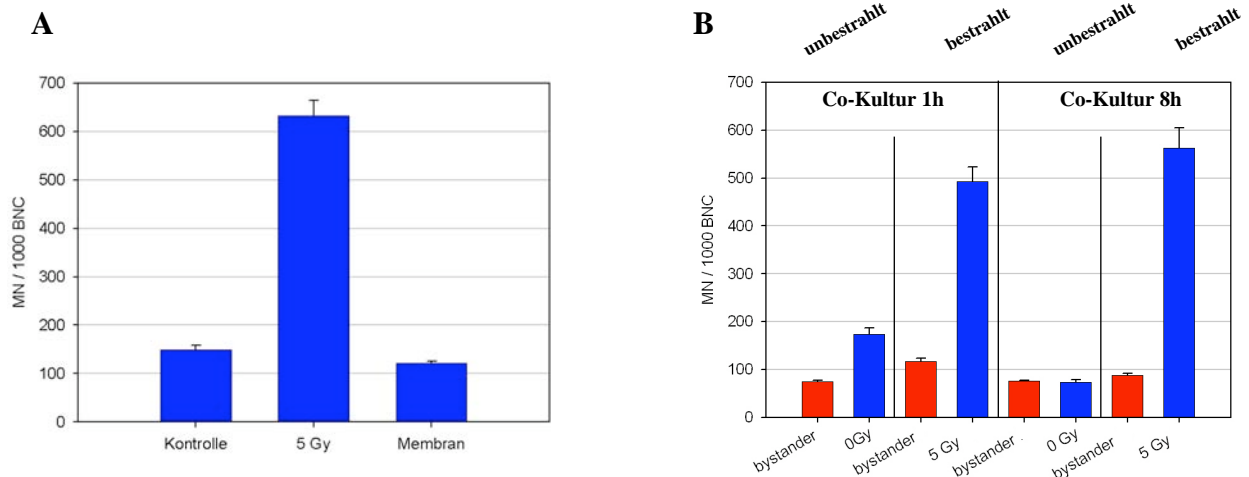 A
700
600
500
400
300
200
100
0
MN / 1000 BNC
Kontrolle 5 Gy Membran
B
unbestrahlt bestrahlt unbestrahlt bestrahlt
Co-Kultur 1h Co-Kultur 8h
700
600
500
400
300
200
100
0
MN / 1000 BNC
bystander 0Gy bystander 5 Gy bystander 0 Gy bystander 5 Gy